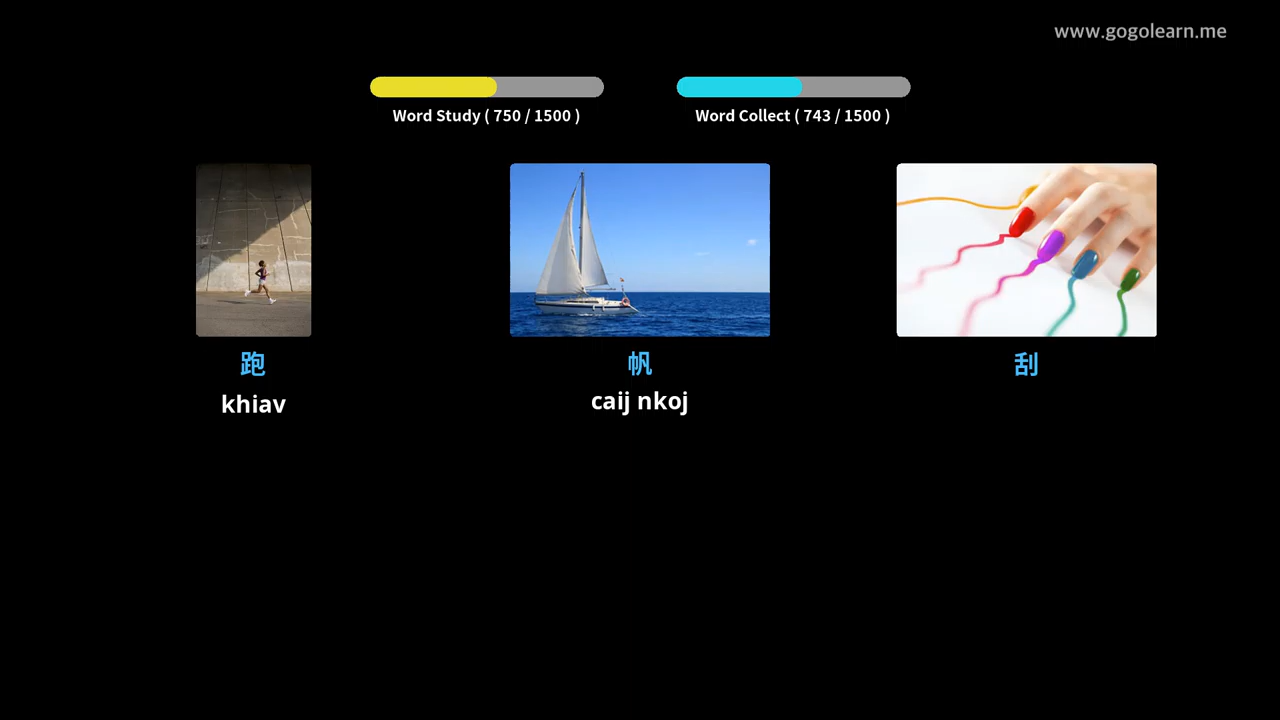 www.gogolearn.me
Word Study ( 750 / 1500 )
Word Collect ( 743 / 1500 )
跑
帆
刮
khiav
caij nkoj